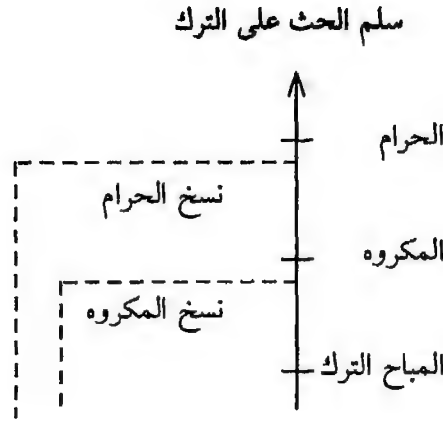 سلم الحث على الترك
الحرام
نسخ الحرام
المكروه
نسخ المكروه
المباح الترك